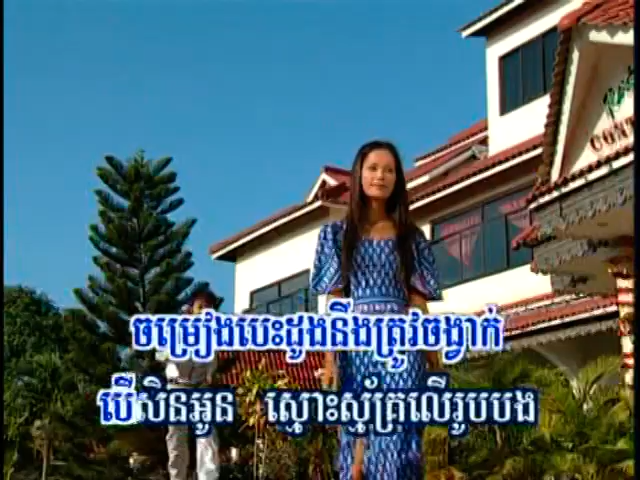 CONT
ចម្រៀងបេះដូងនឹងត្រូវចង្វាក់
បើសិនអូន ស្មោះស្ម័គ្រលើរូបបង